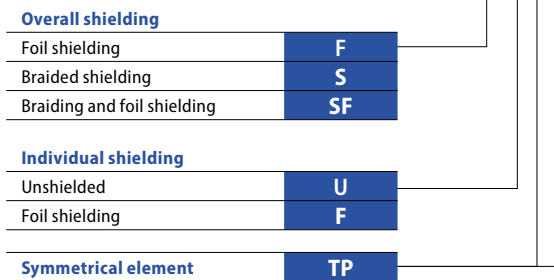 Overall shielding
Foil shielding F
Braided shielding S
Braiding and foil shielding SF
Individual shielding
Unshielded U
Foil shielding F
Symmetrical element TP